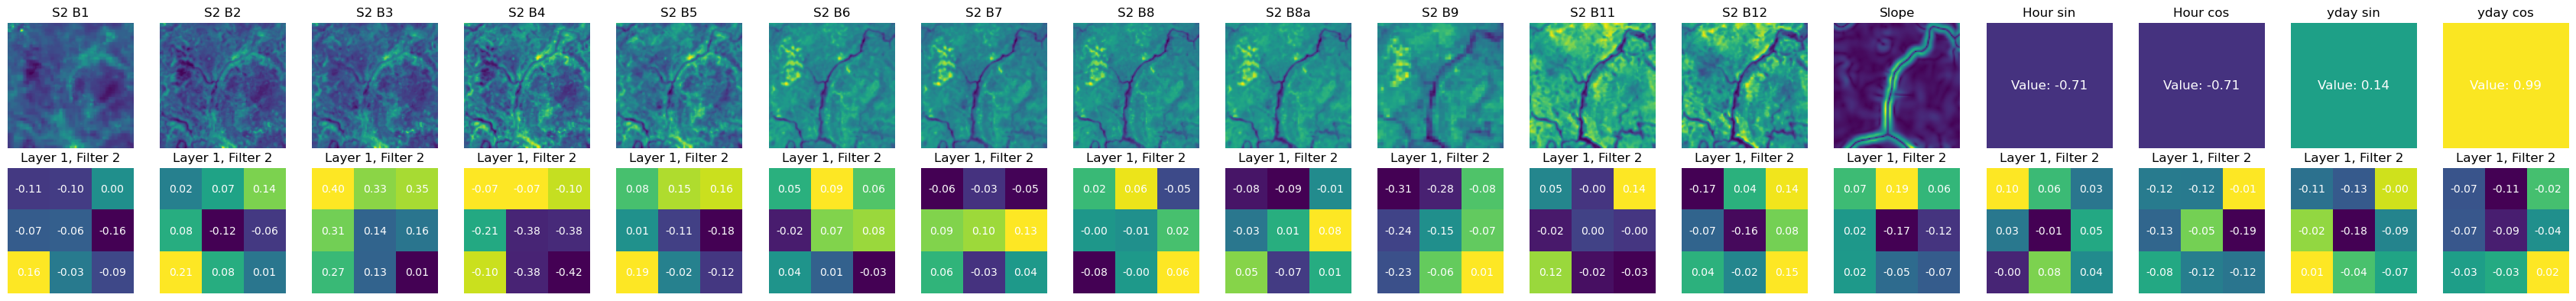 S2 B1 S2 B2 S2 B3 S2 B4 S2 B5 S2 B6 S2 B7 S2 B8 S2 B8a S2 B9 S2 B11 S2 B12 Slope Hour sin Hour cos yday sin yday cos
Value: -0.71 Value: -0.71 Value: 0.14 Value: 0.99
Layer 1, Filter 2 Layer 1, Filter 2 Layer 1, Filter 2 Layer 1, Filter 2 Layer 1, Filter 2 Layer 1, Filter 2 Layer 1, Filter 2 Layer 1, Filter 2 Layer 1, Filter 2 Layer 1, Filter 2 Layer 1, Filter 2 Layer 1, Filter 2 Layer 1, Filter 2 Layer 1, Filter 2 Layer 1, Filter 2 Layer 1, Filter 2 Layer 1, Filter 2
-0.11 -0.10 0.00 0.02 0.07 0.14 0.40 0.33 0.35 -0.07 -0.07 -0.10 0.08 0.15 0.16 0.05 0.09 0.06 -0.06 -0.03 -0.05 0.02 0.06 -0.05 -0.08 -0.09 -0.01 -0.31 -0.28 -0.08 0.05 -0.00 0.14 -0.17 0.04 0.14 0.07 0.19 0.06 0.10 0.06 0.03 -0.12 -0.12 -0.01 -0.11 -0.13 -0.00 -0.07 -0.11 -0.02
-0.07 -0.06 -0.16 0.08 -0.12 -0.06 0.31 0.14 0.16 -0.21 -0.38 -0.38 0.01 -0.11 -0.18 -0.02 0.07 0.08 0.09 0.10 0.13 -0.00 -0.01 0.02 -0.03 0.01 0.08 -0.24 -0.15 -0.07 -0.02 0.00 -0.00 -0.07 -0.16 0.08 0.02 -0.17 -0.12 0.03 -0.01 0.05 -0.13 -0.05 -0.19 -0.02 -0.18 -0.09 -0.07 -0.09 -0.04
0.16 -0.03 -0.09 0.21 0.08 0.01 0.27 0.13 0.01 -0.10 -0.38 -0.42 0.19 -0.02 -0.12 0.04 0.01 -0.03 0.06 -0.03 0.04 -0.08 -0.00 0.06 0.05 -0.07 0.01 -0.23 -0.06 0.01 0.12 -0.02 -0.03 0.04 -0.02 0.15 0.02 -0.05 -0.07 -0.00 0.08 0.04 -0.08 -0.12 -0.12 0.01 -0.04 -0.07 -0.03 -0.03 0.02